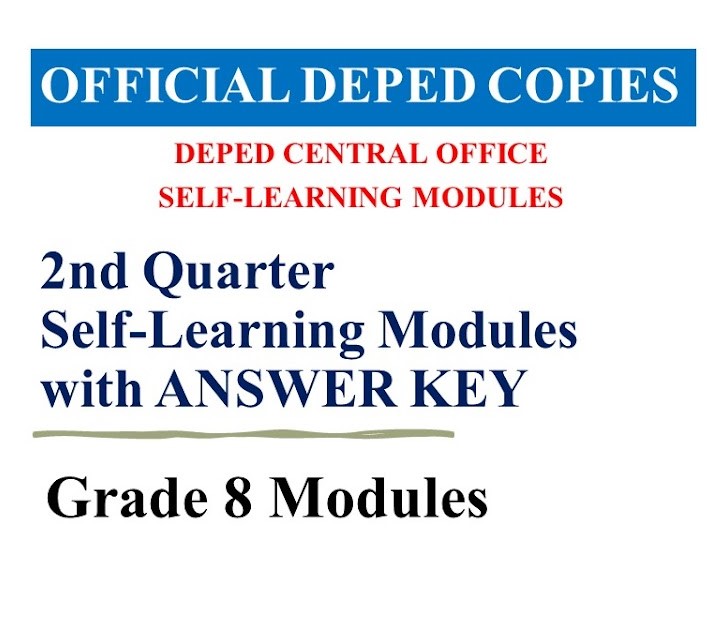 OFFICIAL DEPED COPIES
DEPED CENTRAL OFFICE
SELF-LEARNING MODULES
2nd Quarter
Self-Learning Modules
with ANSWER KEY
Grade 8 Modules